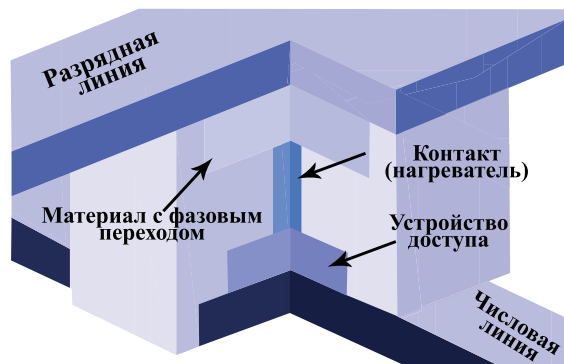 Разрядная
линия
Контакт
(нагреватель)
Материал с фазовым
переходом
Устройство
доступа
Числовая
линия